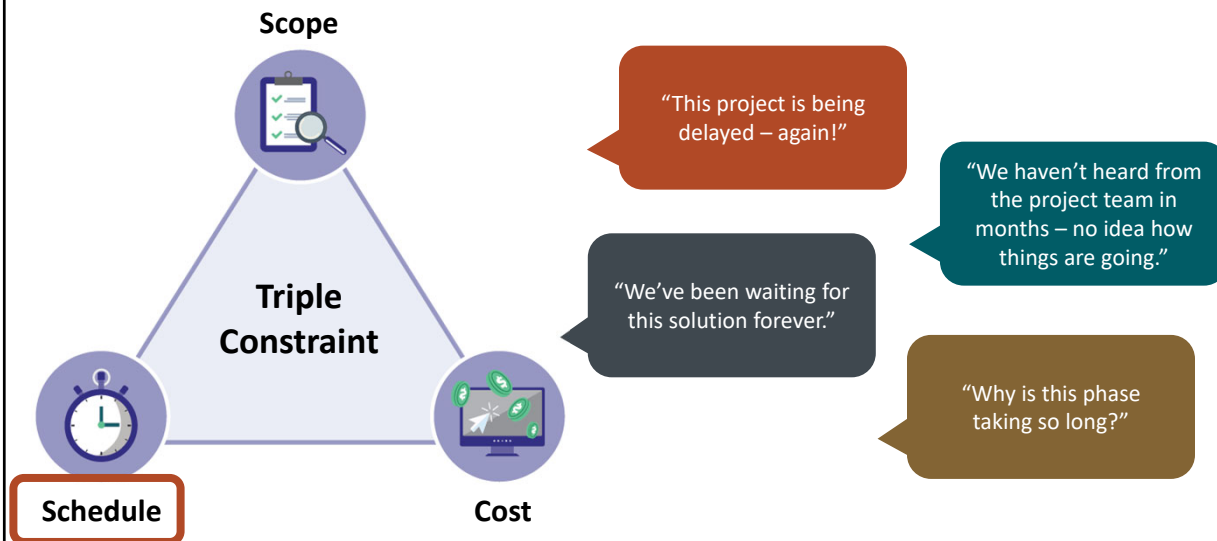 Scope
Triple
Constraint
Schedule
Cost
“This project is being
delayed – again!”
“We haven’t heard from
the project team in
months – no idea how
things are going.”
“We’ve been waiting for
this solution forever.”
“Why is this phase
taking so long?”